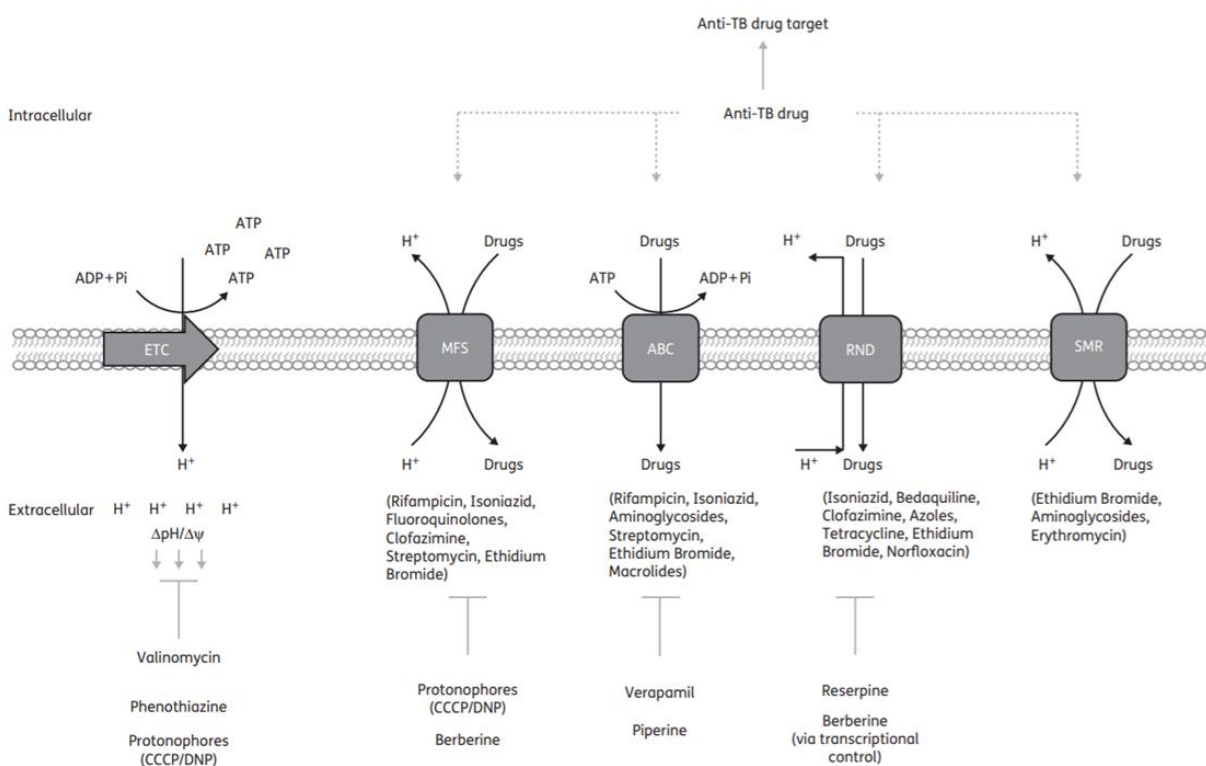 Anti-TB drug target
Intracellular
Anti-TB drug
ATP
ATP
ATP
ADP+Pi
ATP
H⁺
Drugs
Drugs
ATP
ADP+Pi
H⁺
Drugs
H⁺
Drugs
ETC
MFS
ABC
RND
SMR
H⁺
H⁺
Drugs
Drugs
H⁺
Drugs
H⁺
Drugs
Extracellular
H⁺ H⁺ H⁺ H⁺
ΔpH/Δψ
(Rifampicin, Isoniazid,
Fluoroquinolones,
Clofazimine,
Streptomycin, Ethidium
Bromide)
(Rifampicin, Isoniazid,
Aminoglycosides,
Streptomycin,
Ethidium Bromide,
Macrolides)
(Isoniazid, Bedaquiline,
Clofazimine, Azoles,
Tetracycline, Ethidium
Bromide, Norfloxacin)
(Ethidium Bromide,
Aminoglycosides,
Erythromycin)
Valinomycin
Phenothiazine
Protonophores
(CCCP/DNP)
Protonophores
(CCCP/DNP)
Berberine
Verapamil
Piperine
Reserpine
Berberine
(via transcriptional
control)